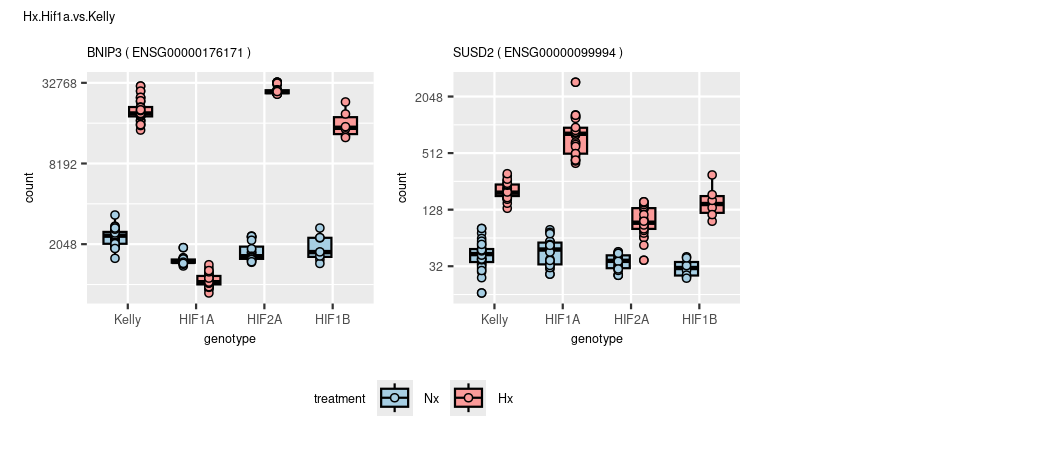 Hx.Hif1a.vs.Kelly
BNIP3 ( ENSG00000176171 )
32768
8192
2048
count
Kelly HIF1A HIF2A HIF1B
genotype
SUSD2 ( ENSG00000099994 )
2048
512
128
32
count
Kelly HIF1A HIF2A HIF1B
genotype
treatment Nx Hx